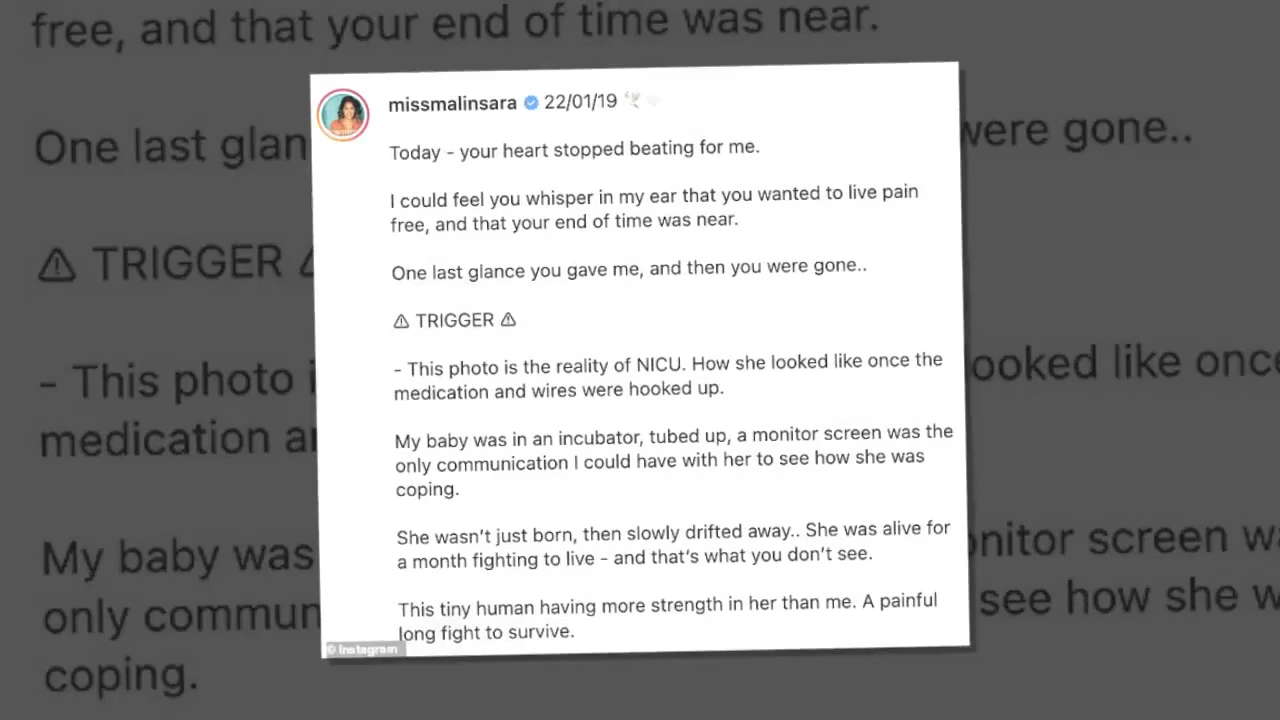 free, and that your end of time was near.
One last glan
were gone..
⚠ TRIGGER
- This photo
looked like onc
medication a
My baby was
nitor screen w
only commun
see how she w
coping.
missmalinsara 22/01/19 🕊🤍
Today - your heart stopped beating for me.
I could feel you whisper in my ear that you wanted to live pain
free, and that your end of time was near.
One last glance you gave me, and then you were gone..
⚠ TRIGGER ⚠
- This photo is the reality of NICU. How she looked like once the
medication and wires were hooked up.
My baby was in an incubator, tubed up, a monitor screen was the
only communication I could have with her to see how she was
coping.
She wasn't just born, then slowly drifted away.. She was alive for
a month fighting to live - and that's what you don't see.
This tiny human having more strength in her than me. A painful
long fight to survive.
© Instagram